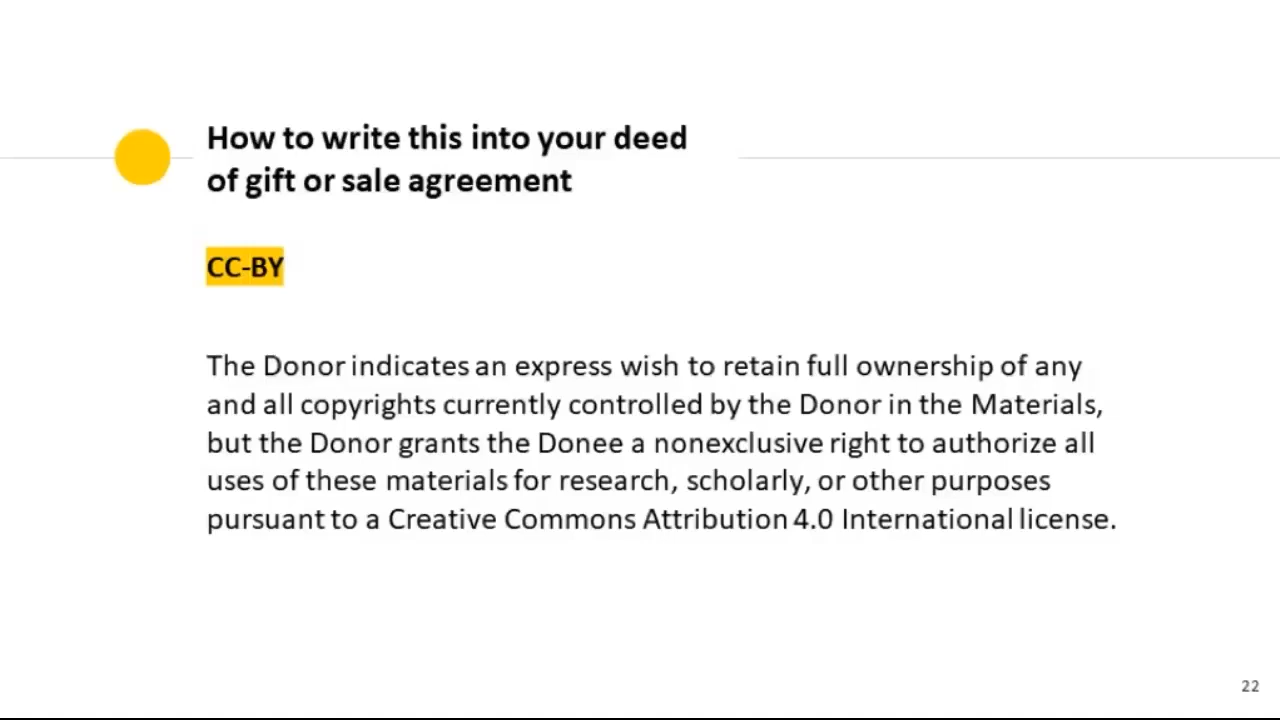 How to write this into your deed
of gift or sale agreement
CC-BY
The Donor indicates an express wish to retain full ownership of any
and all copyrights currently controlled by the Donor in the Materials,
but the Donor grants the Donee a nonexclusive right to authorize all
uses of these materials for research, scholarly, or other purposes
pursuant to a Creative Commons Attribution 4.0 International license.
22